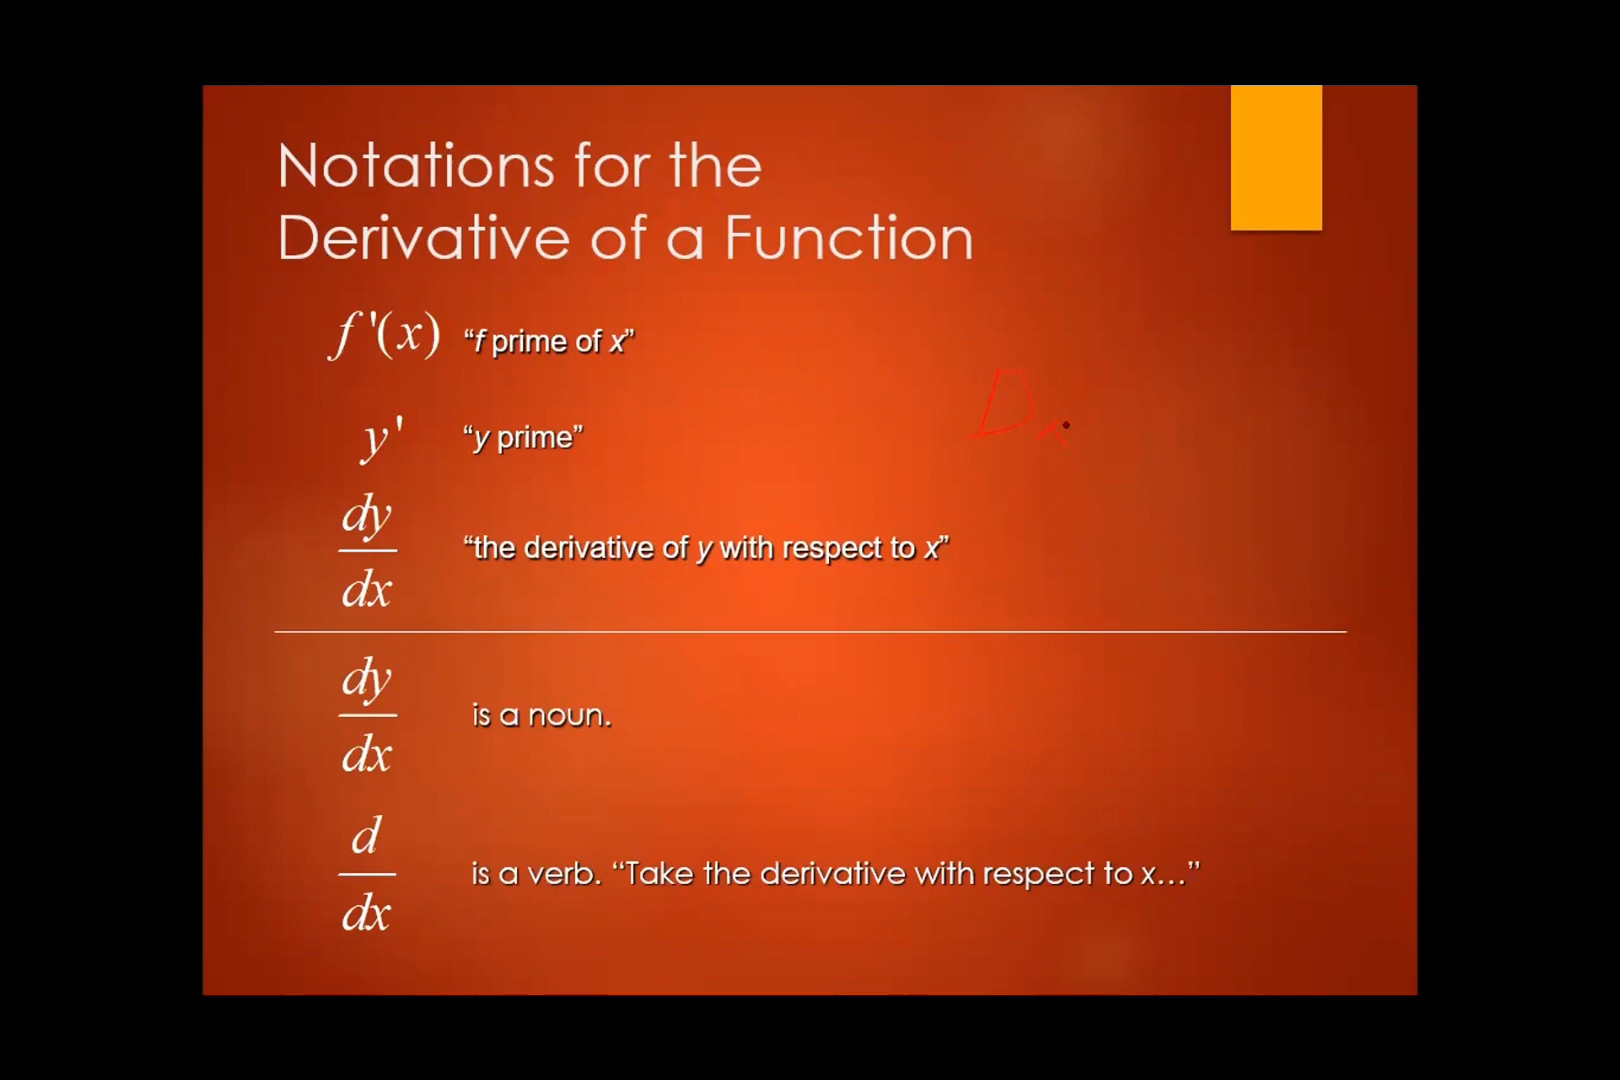 Notations for the
Derivative of a Function
f'(x) “f prime of x”
D x
y' “y prime”
dy
dx
“the derivative of y with respect to x”
dy
dx
is a noun.
d
dx
is a verb. “Take the derivative with respect to x...”